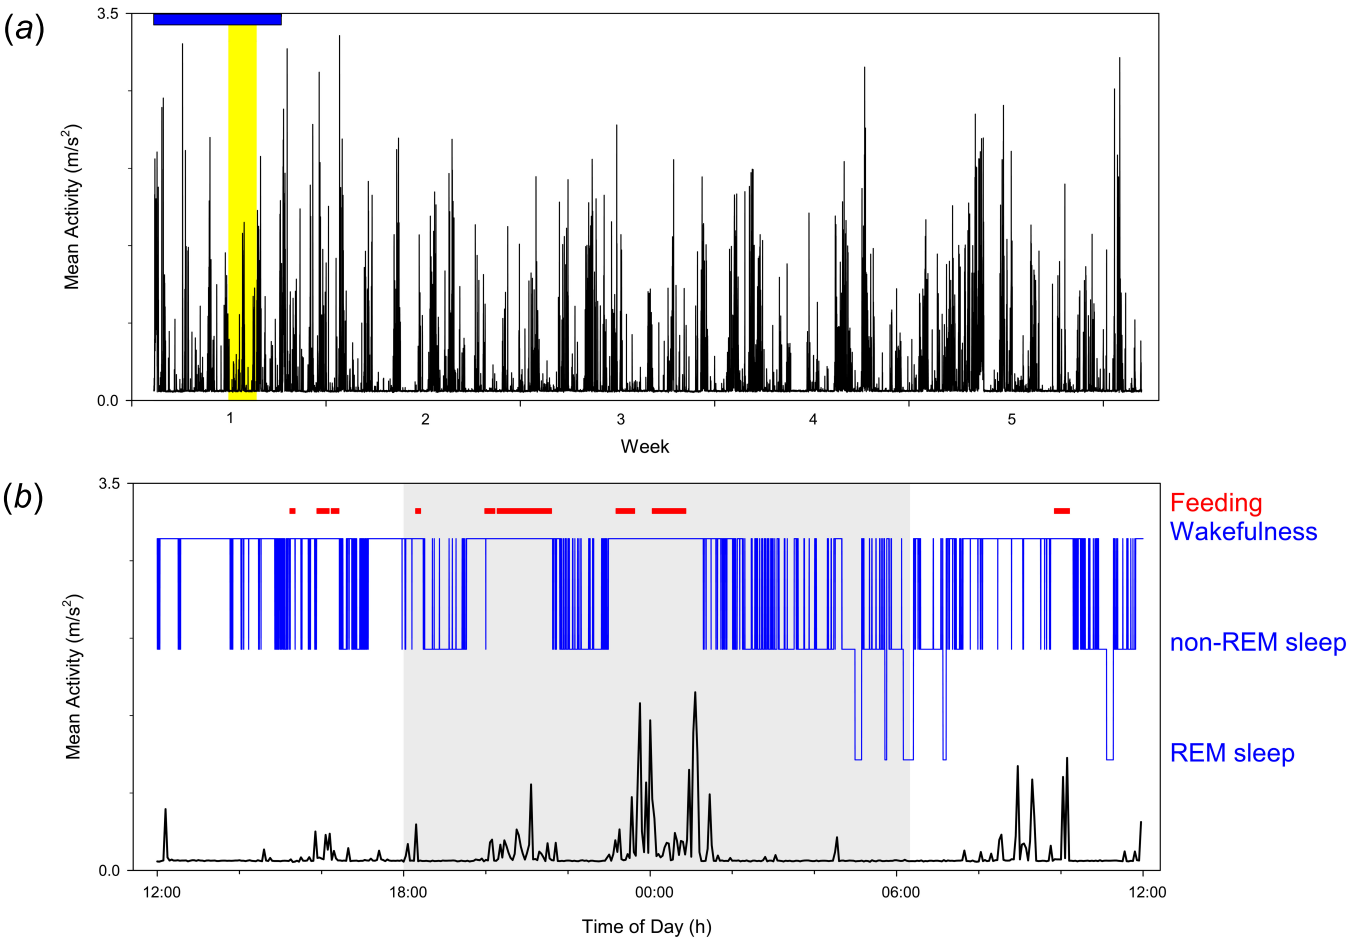 (a)
3.5
Mean Activity (m/s²)
0.0
1 2 3 4 5
Week
(b)
3.5
Feeding
Wakefulness
Mean Activity (m/s²)
non-REM sleep
REM sleep
0.0
12:00 18:00 00:00 06:00 12:00
Time of Day (h)